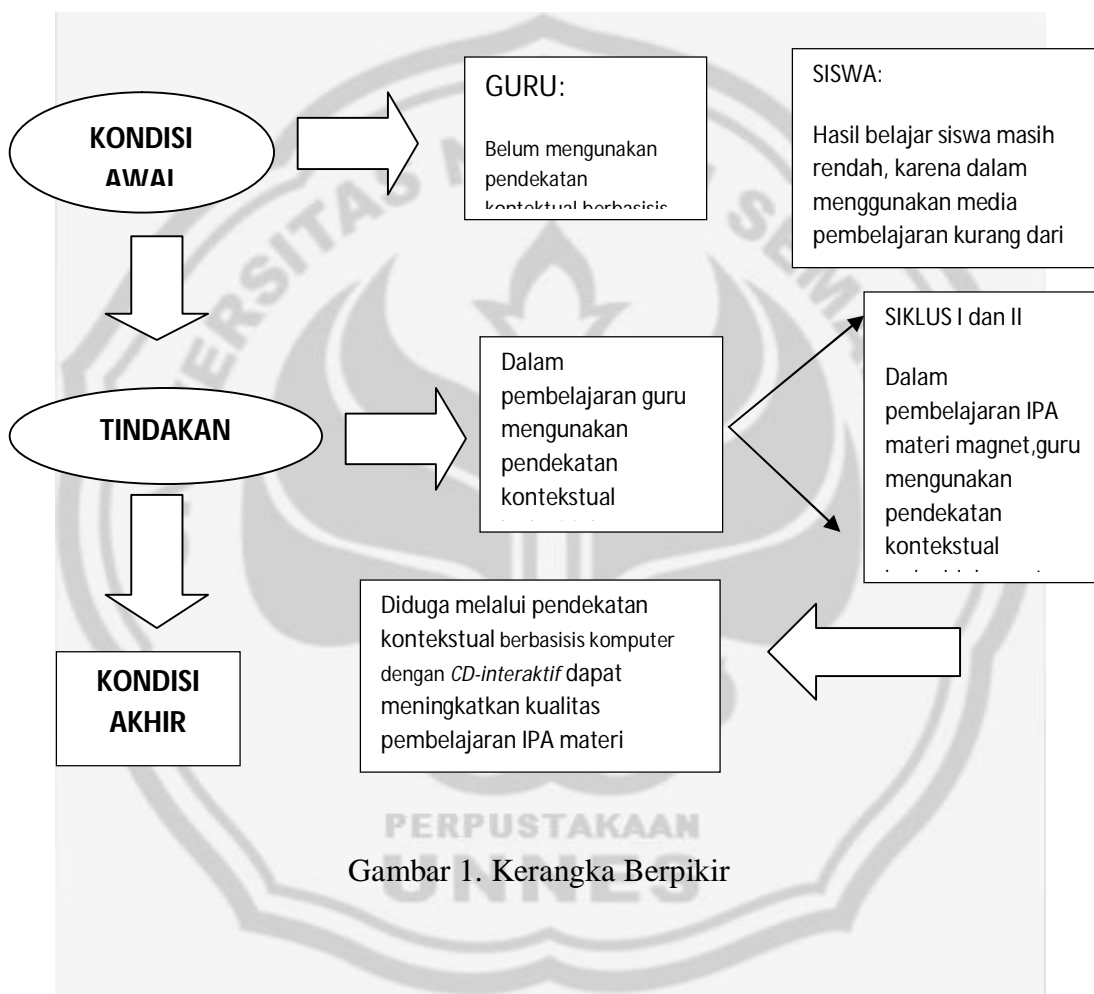 KONDISI
AWAL
GURU:
Belum mengunakan
pendekatan
kontektual berbasisis
SISWA:
Hasil belajar siswa masih
rendah, karena dalam
menggunakan media
pembelajaran kurang dari
TINDAKAN
Dalam
pembelajaran guru
mengunakan
pendekatan
kontekstual
SIKLUS I dan II
Dalam
pembelajaran IPA
materi magnet,guru
mengunakan
pendekatan
kontekstual
KONDISI
AKHIR
Diduga melalui pendekatan
kontekstual berbasisis komputer
dengan CD-interaktif dapat
meningkatkan kualitas
pembelajaran IPA materi
PERPUSTAKAAN
UNNES
Gambar 1. Kerangka Berpikir